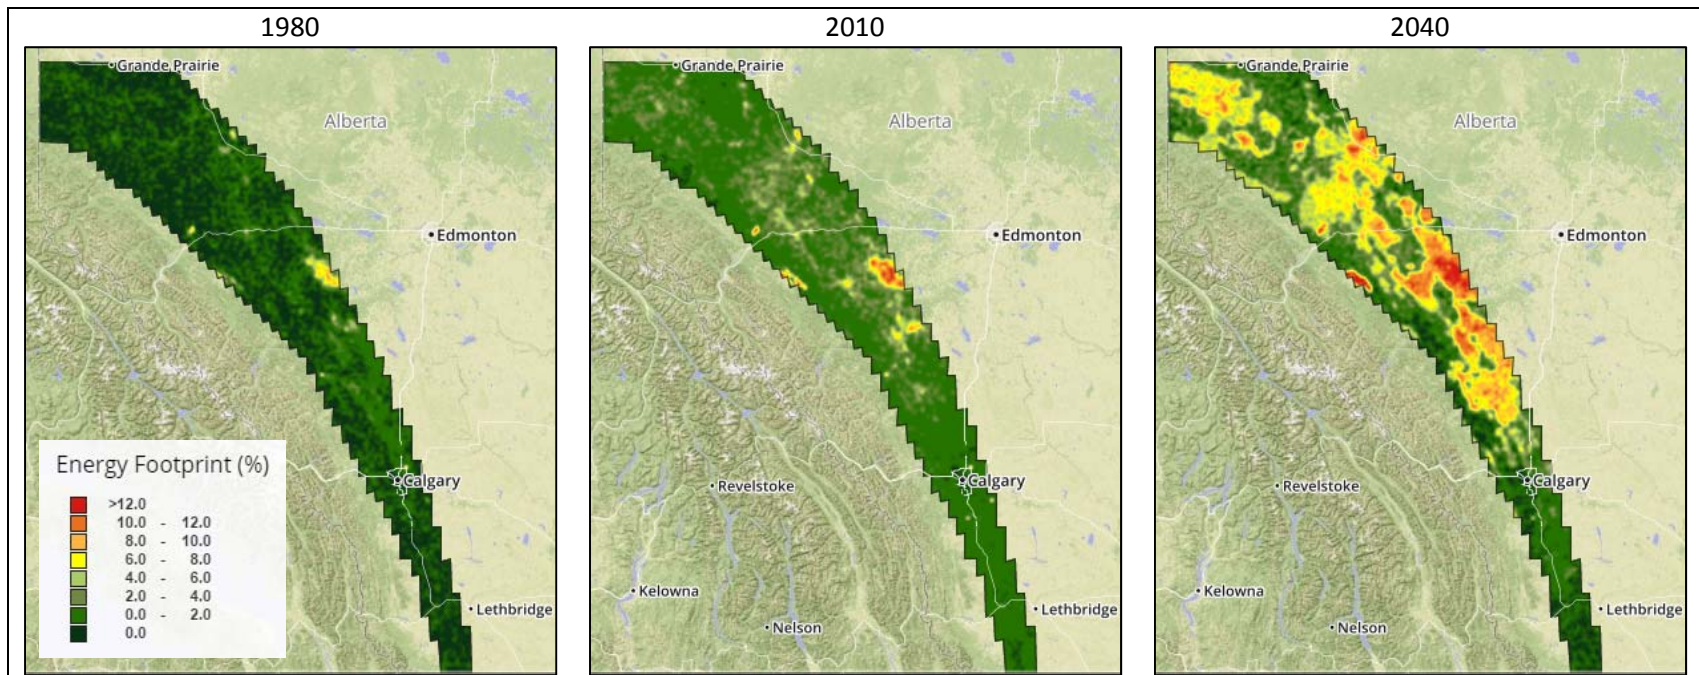 1980
2010
2040
Grande Prairie
Alberta
Edmonton
Calgary
Lethbridge
Energy Footprint (%)
>12.0
10.0 - 12.0
8.0 - 10.0
6.0 - 8.0
4.0 - 6.0
2.0 - 4.0
0.0 - 2.0
0.0
Grande Prairie
Alberta
Edmonton
Calgary
Revelstoke
Kelowna
Lethbridge
Nelson
Grande Prairie
Alberta
Edmonton
Calgary
Revelstoke
Kelowna
Lethbridge
Nelson